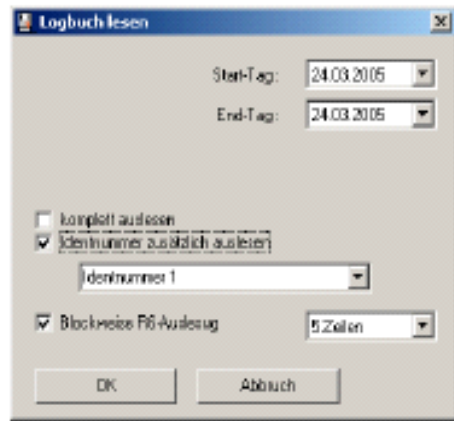 Logbuch lesen
Start-Tag: 24.03.2005
End-Tag: 24.03.2005
komplett auslesen
Identnummer zusätzlich auslesen
Identnummer 1
Blockweise R6-Auslesug 5 Zeilen
OK Abbruch